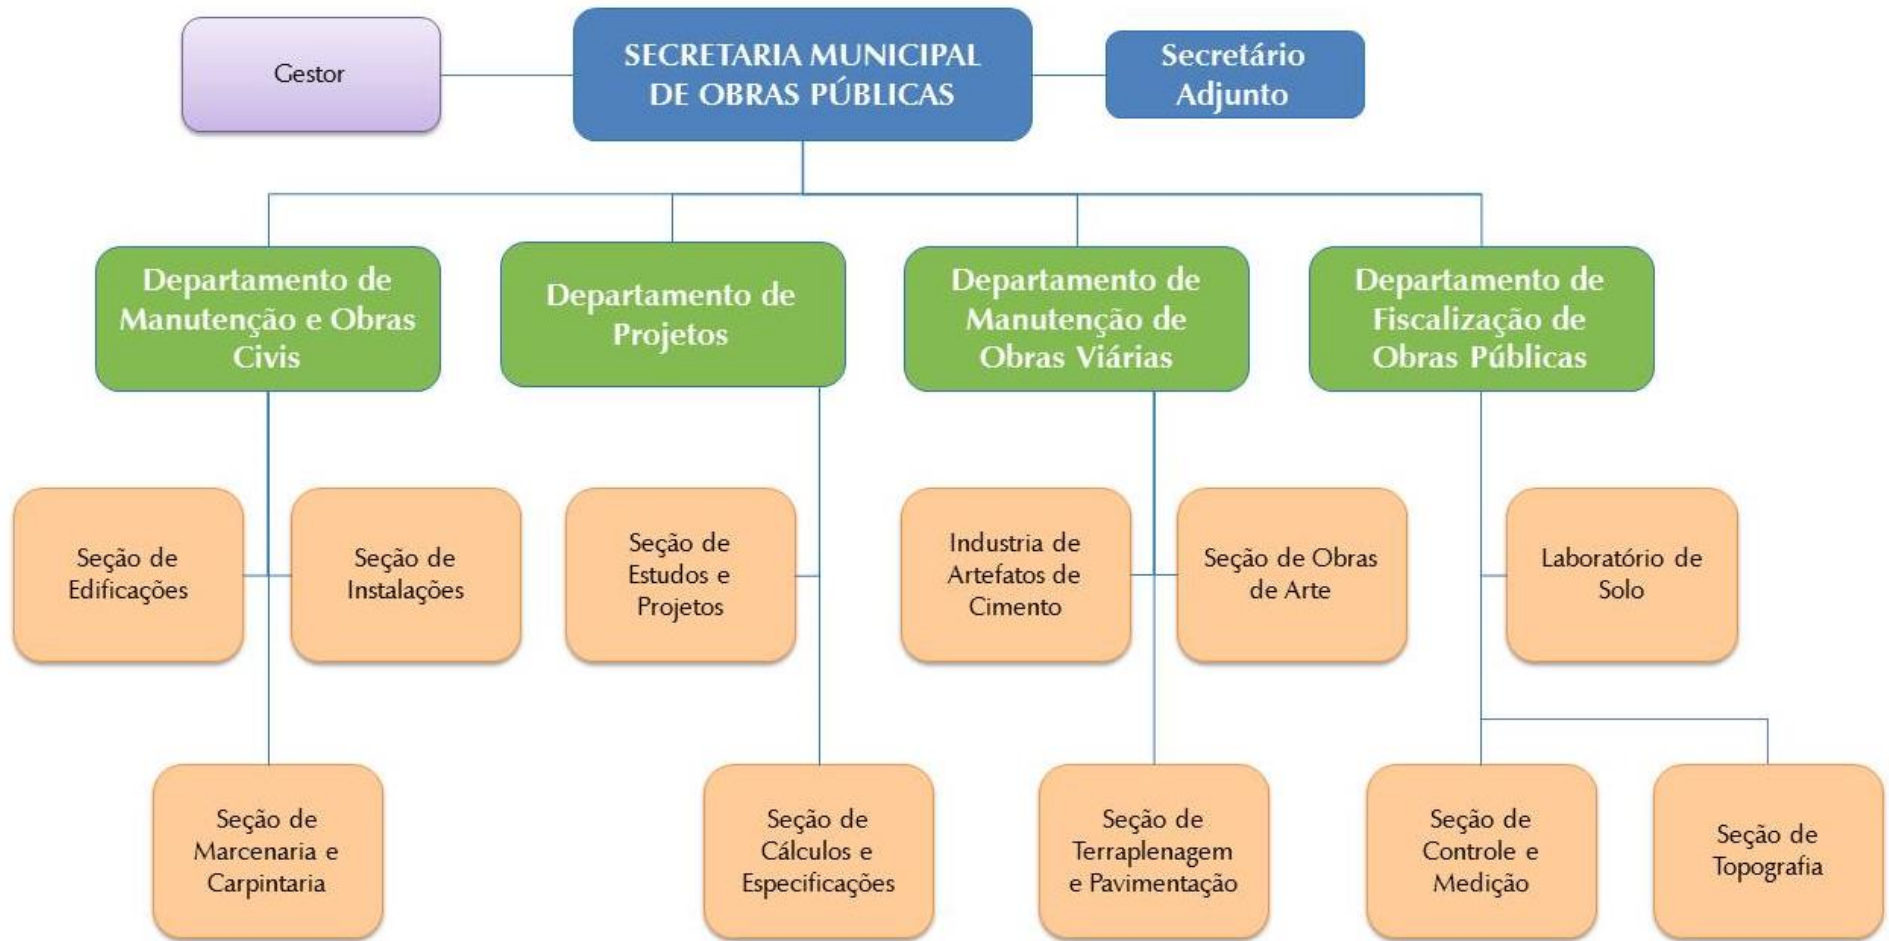 Gestor
SECRETARIA MUNICIPAL
DE OBRAS PÚBLICAS
Secretário
Adjunto
Departamento de
Manutenção e Obras
Civis
Departamento de
Projetos
Departamento de
Manutenção de
Obras Viárias
Departamento de
Fiscalização de
Obras Públicas
Seção de
Edificações
Seção de
Instalações
Seção de
Estudos e
Projetos
Industria de
Artefatos de
Cimento
Seção de Obras
de Arte
Laboratório de
Solo
Seção de
Marcenaria e
Carpintaria
Seção de
Cálculos e
Especificações
Seção de
Terraplenagem
e Pavimentação
Seção de
Controle e
Medição
Seção de
Topografia